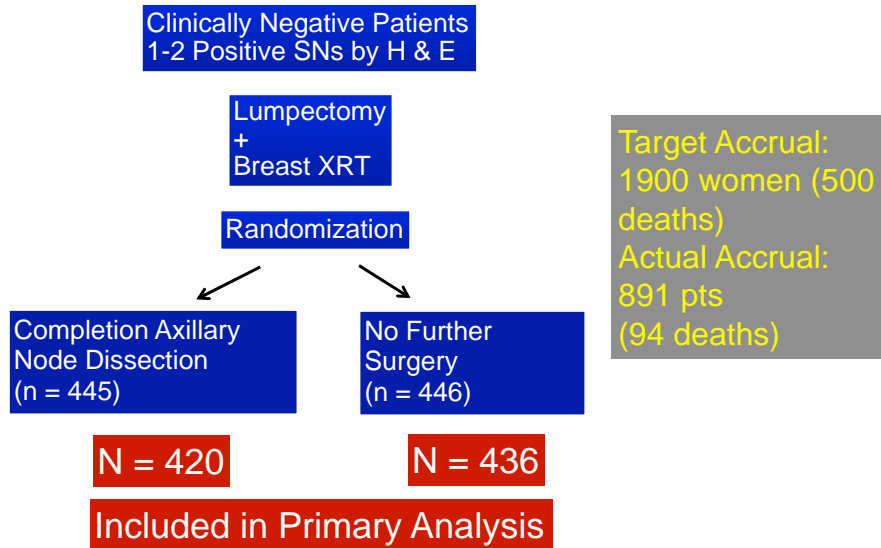 Clinically Negative Patients
1-2 Positive SNs by H & E
Lumpectomy
+
Breast XRT
Randomization
Completion Axillary
Node Dissection
(n = 445)
No Further
Surgery
(n = 446)
N = 420
N = 436
Included in Primary Analysis
Target Accrual:
1900 women (500
deaths)
Actual Accrual:
891 pts
(94 deaths)